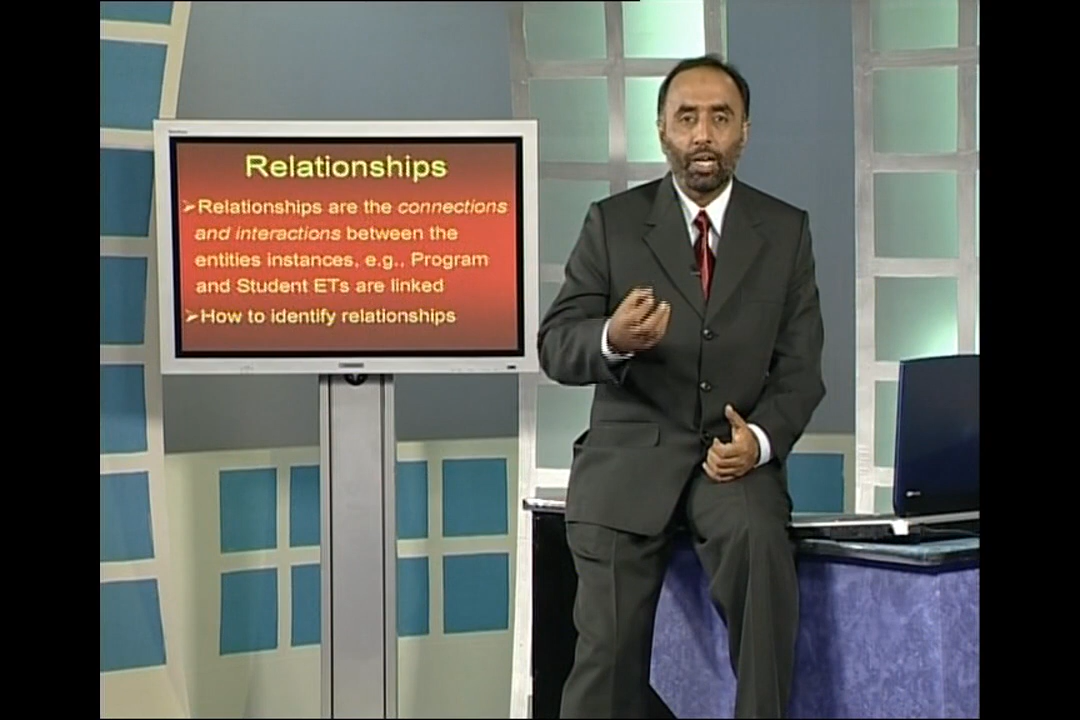 Relationships
➢Relationships are the connections
and interactions between the
entities instances, e.g., Program
and Student ETs are linked
➢How to identify relationships